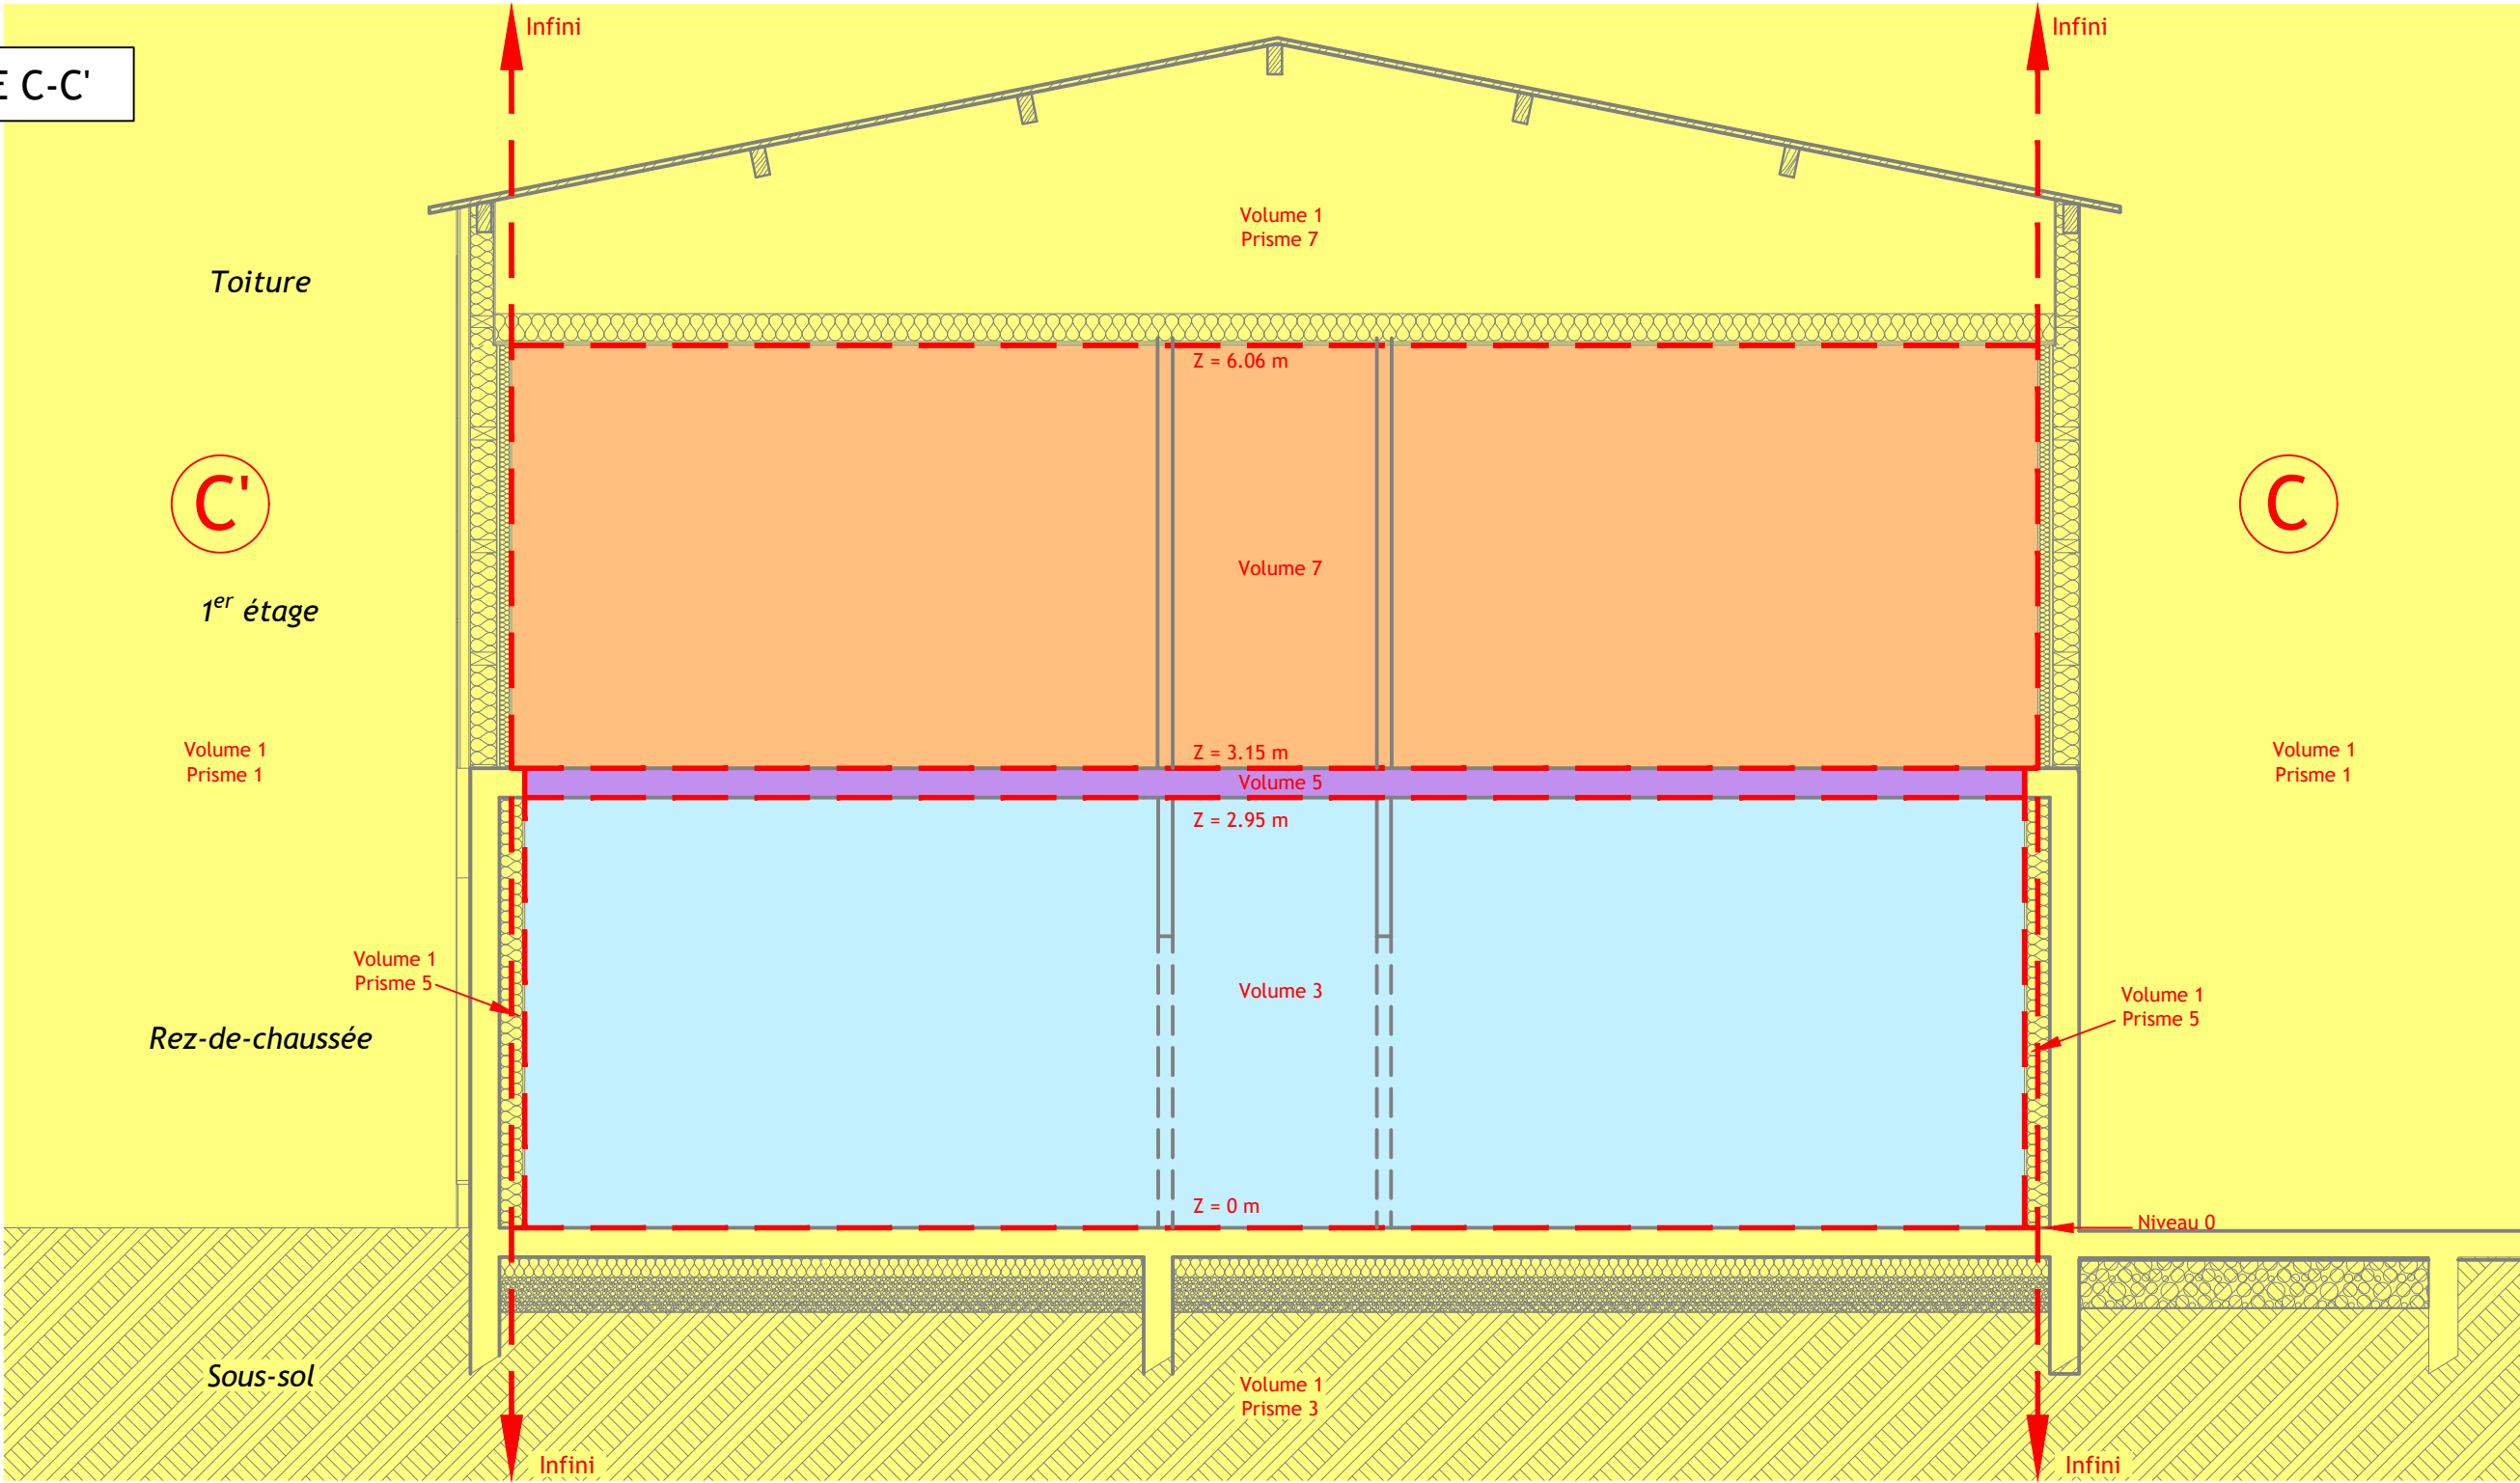 Infini
Infini
E C-C'
Volume 1
Prisme 7
Toiture
Z = 6.06 m
C'
C
Volume 7
1er étage
Volume 1
Prisme 1
Z = 3.15 m
Volume 1
Prisme 1
Volume 5
Z = 2.95 m
Volume 1
Prisme 5
Volume 3
Volume 1
Prisme 5
Rez-de-chaussée
Z = 0 m
Niveau 0
Sous-sol
Volume 1
Prisme 3
Infini
Infini